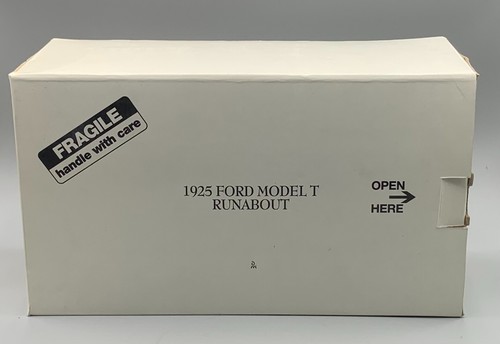 FRAGILE
handle with care
1925 FORD MODEL T
RUNABOUT
OPEN
HERE